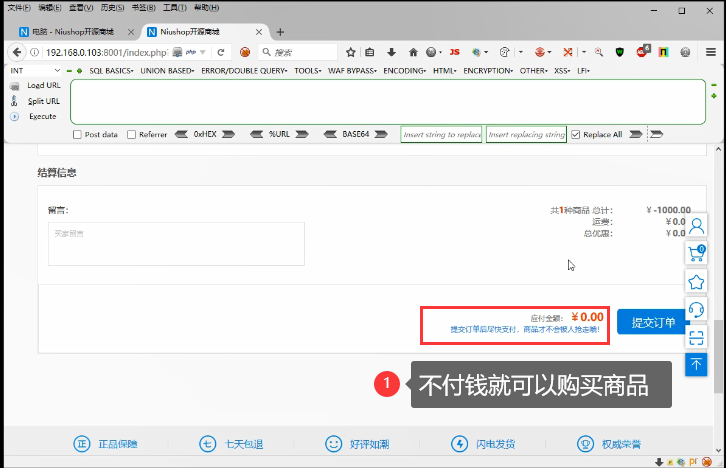 文件(F) 编辑(E) 查看(V) 历史(S) 书签(B) 工具(T) 帮助(H)
电脑 - Niushop开源商城
Niushop开源商城
192.168.0.103:8001/index.php
php
搜索
JS
6
INT
SQL BASICS
UNION BASED
ERROR/DOUBLE QUERY
TOOLS
WAF BYPASS
ENCODING
HTML
ENCRYPTION
OTHER
XSS
LFI
Load URL
Split URL
Execute
Post data
Referrer
0xHEX
%URL
BASE64
Insert string to replace
Insert replacing string
Replace All
结算信息
留言:
买家留言
共1种商品 总计: ¥-1000.00
运费: ¥0.0
总优惠: ¥0.0
0
应付金额: ¥0.00
提交订单后尽快支付,商品才不会被人抢走哦!
提交订单
1 不付钱就可以购买商品
正 正品保障
七 七天包退
好评如潮
闪电发货
权威荣誉